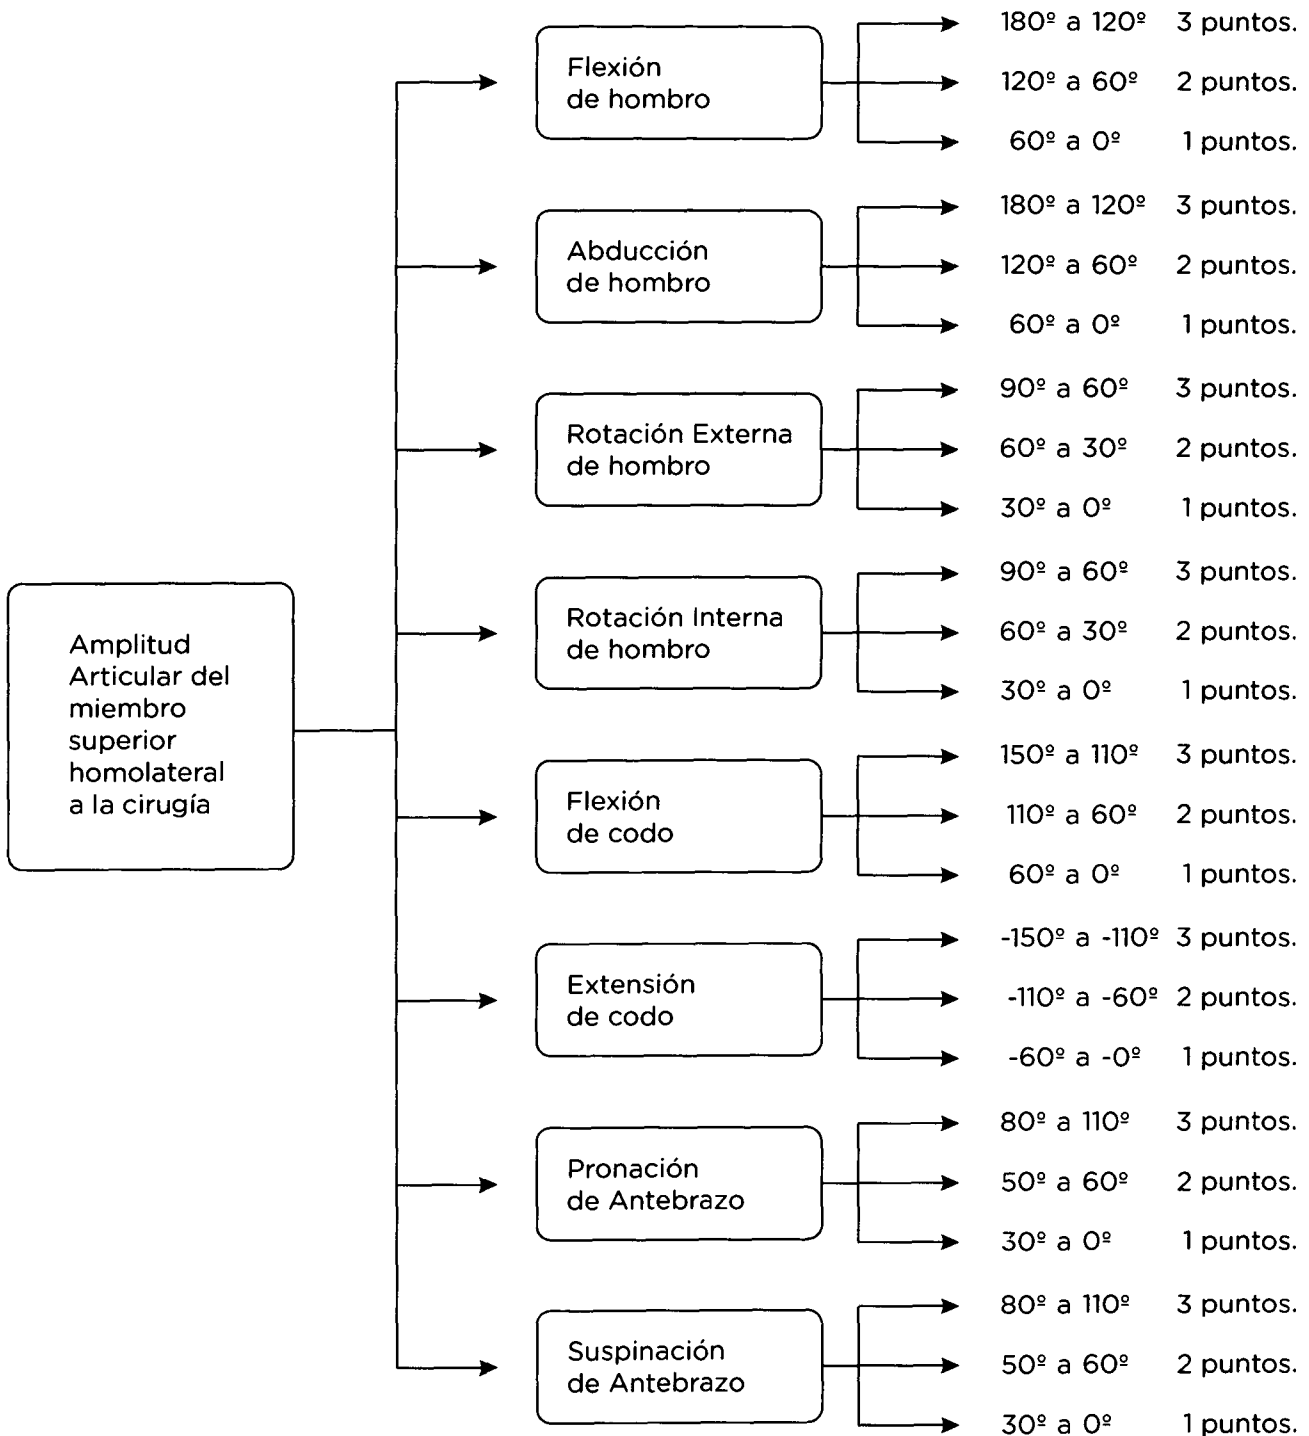 Amplitud
Articular del
miembro
superior
homolateral
a la cirugía
Flexión
de hombro
180º a 120º 3 puntos.
120º a 60º 2 puntos.
60º a 0º 1 puntos.
Abducción
de hombro
180º a 120º 3 puntos.
120º a 60º 2 puntos.
60º a 0º 1 puntos.
Rotación Externa
de hombro
90º a 60º 3 puntos.
60º a 30º 2 puntos.
30º a 0º 1 puntos.
Rotación Interna
de hombro
90º a 60º 3 puntos.
60º a 30º 2 puntos.
30º a 0º 1 puntos.
Flexión
de codo
150º a 110º 3 puntos.
110º a 60º 2 puntos.
60º a 0º 1 puntos.
Extensión
de codo
-150º a -110º 3 puntos.
-110º a -60º 2 puntos.
-60º a -0º 1 puntos.
Pronación
de Antebrazo
80º a 110º 3 puntos.
50º a 60º 2 puntos.
30º a 0º 1 puntos.
Suspinación
de Antebrazo
80º a 110º 3 puntos.
50º a 60º 2 puntos.
30º a 0º 1 puntos.